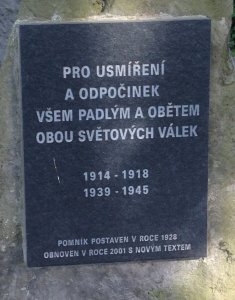 PRO USMÍŘENÍ
A ODPOČINEK
VŠEM PADLÝM A OBĚTEM
OBOU SVĚTOVÝCH VÁLEK
1914 - 1918
1939 - 1945
POMNÍK POSTAVEN V ROCE 1928
OBNOVEN V ROCE 2001 S NOVÝM TEXTEM